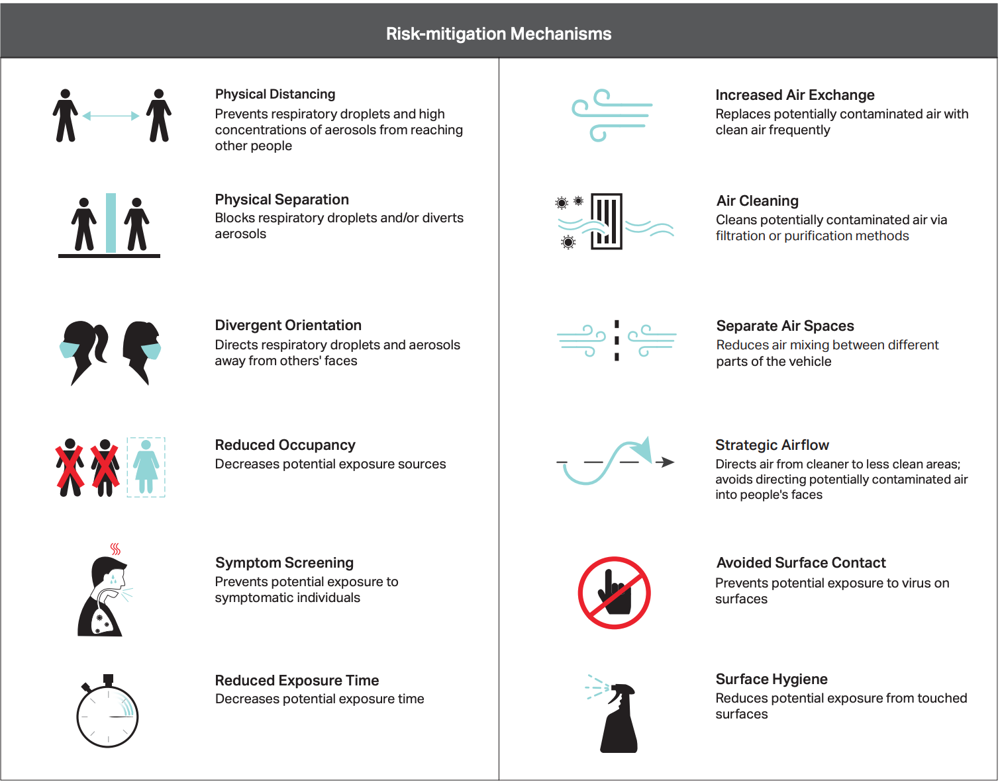 Risk-mitigation Mechanisms
Physical Distancing
Prevents respiratory droplets and high
concentrations of aerosols from reaching
other people
Physical Separation
Blocks respiratory droplets and/or diverts
aerosols
Divergent Orientation
Directs respiratory droplets and aerosols
away from others' faces
Reduced Occupancy
Decreases potential exposure sources
Symptom Screening
Prevents potential exposure to
symptomatic individuals
Reduced Exposure Time
Decreases potential exposure time
Increased Air Exchange
Replaces potentially contaminated air with
clean air frequently
Air Cleaning
Cleans potentially contaminated air via
filtration or purification methods
Separate Air Spaces
Reduces air mixing between different
parts of the vehicle
Strategic Airflow
Directs air from cleaner to less clean areas;
avoids directing potentially contaminated air
into people's faces
Avoided Surface Contact
Prevents potential exposure to virus on
surfaces
Surface Hygiene
Reduces potential exposure from touched
surfaces